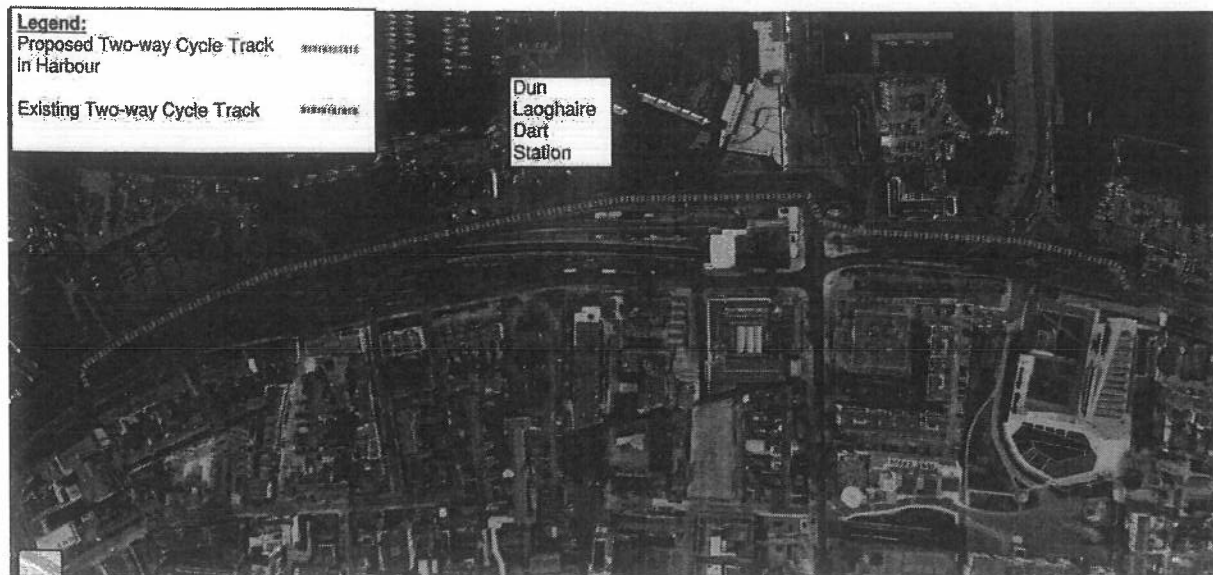 Legend:
Proposed Two-way Cycle Track
in Harbour
Existing Two-way Cycle Track
Dun
Laoghaire
Dart
Station